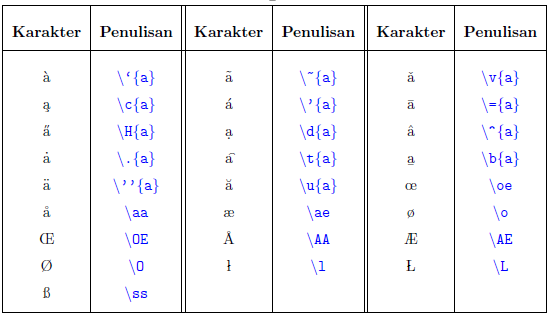 Karakter Penulisan Karakter Penulisan Karakter Penulisan
à \`{a} ã \~{a} ǎ \v{a}
a̧ \c{a} á \'{a} ā \={a}
a̋ \H{a} ạ \d{a} â \^{a}
ȧ \.{a} a͡ \t{a} a̱ \b{a}
ä \''{a} ă \u{a} œ \oe
å \aa æ \ae ø \o
Œ \OE Å \AA Æ \AE
Ø \O ł \l Ł \L
ß \ss